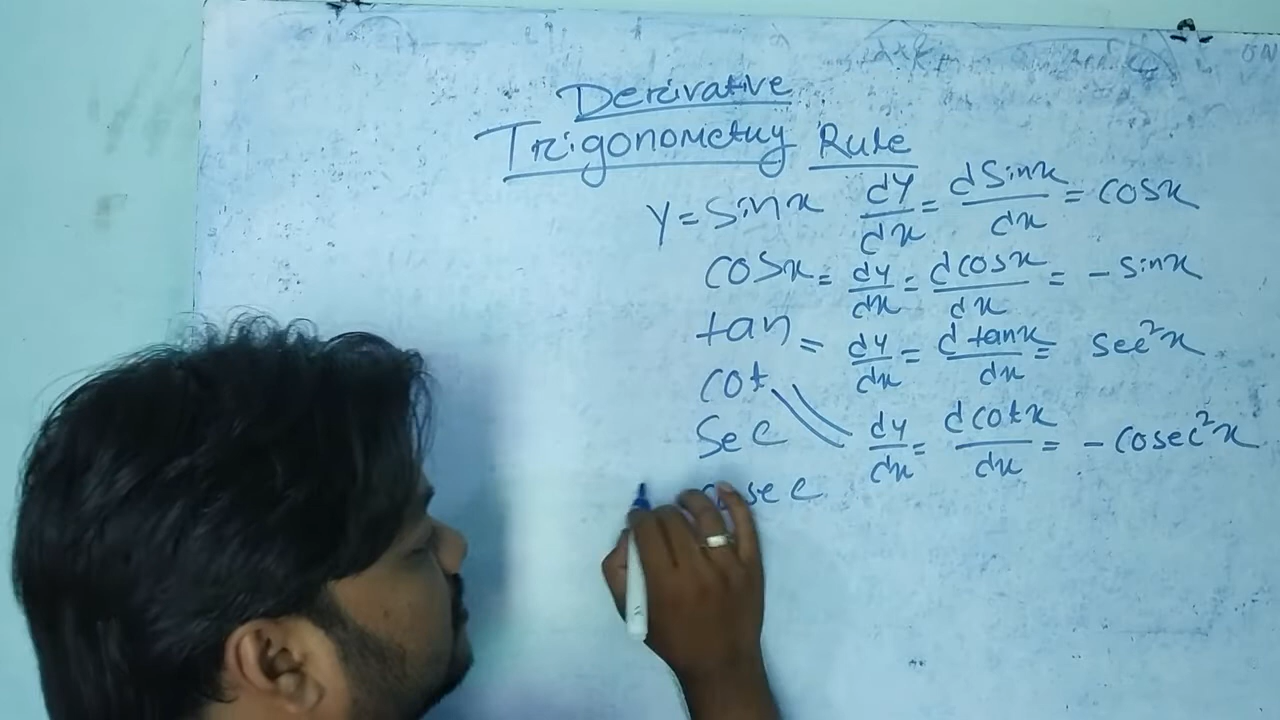 Derivative
Trigonometry Rule
y = sinx dy/dx = dsinx/dx = cosx
cosx = dy/dx = dcosx/dx = - sinx
tan = dy/dx = dtanx/dx = sec²x
cot dy/dx = dcotx/dx = - cosec²x
Sec
cosec